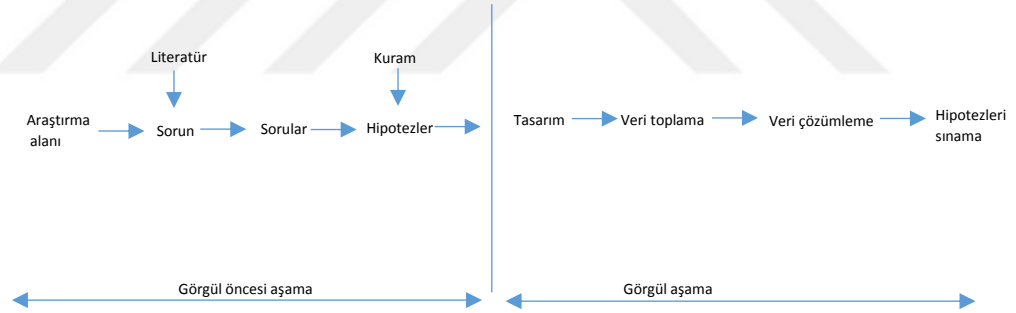 Literatür
Kuram
Araştırma
alanı
Sorun
Sorular
Hipotezler
Tasarım
Veri toplama
Veri çözümleme
Hipotezleri
sınama
Görgül öncesi aşama
Görgül aşama